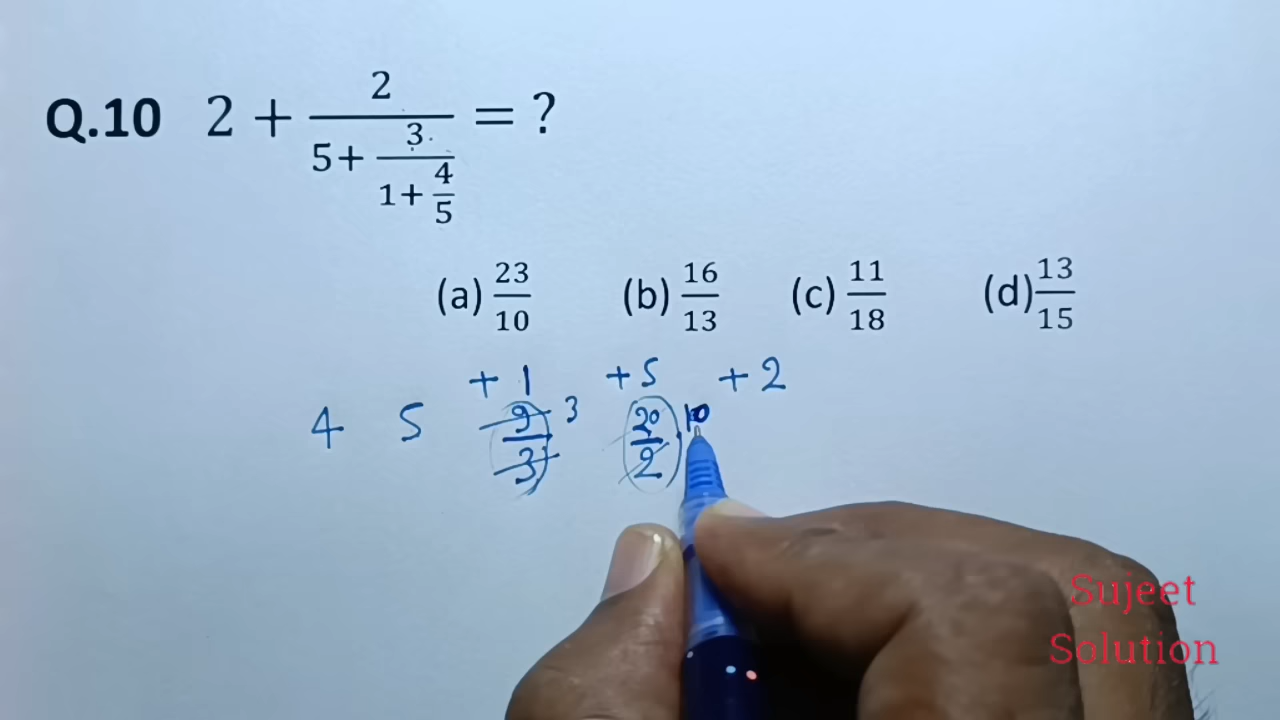 Q.10 2 + 2/(5+ 3/(1+ 4/5)) = ?
(a) 23/10 (b) 16/13 (c) 11/18 (d) 13/15
+ 1 + 5 + 2
4 5 9/3 3 20/2 10
Sujeet
Solution